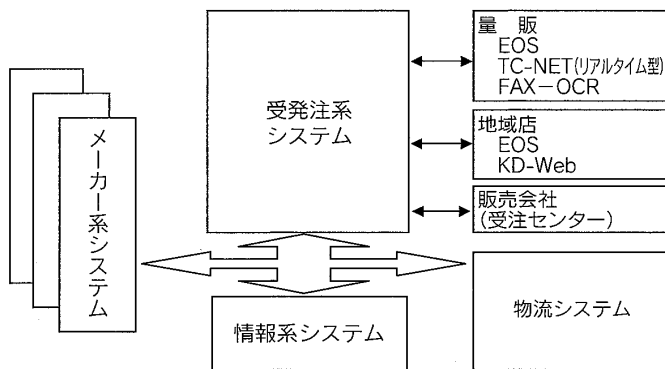 受発注系
システム
量 販
EOS
TC-NET(リアルタイム型)
FAX－OCR
地域店
EOS
KD-Web
販売会社
(受注センター)
メーカー系システム
情報系システム
物流システム